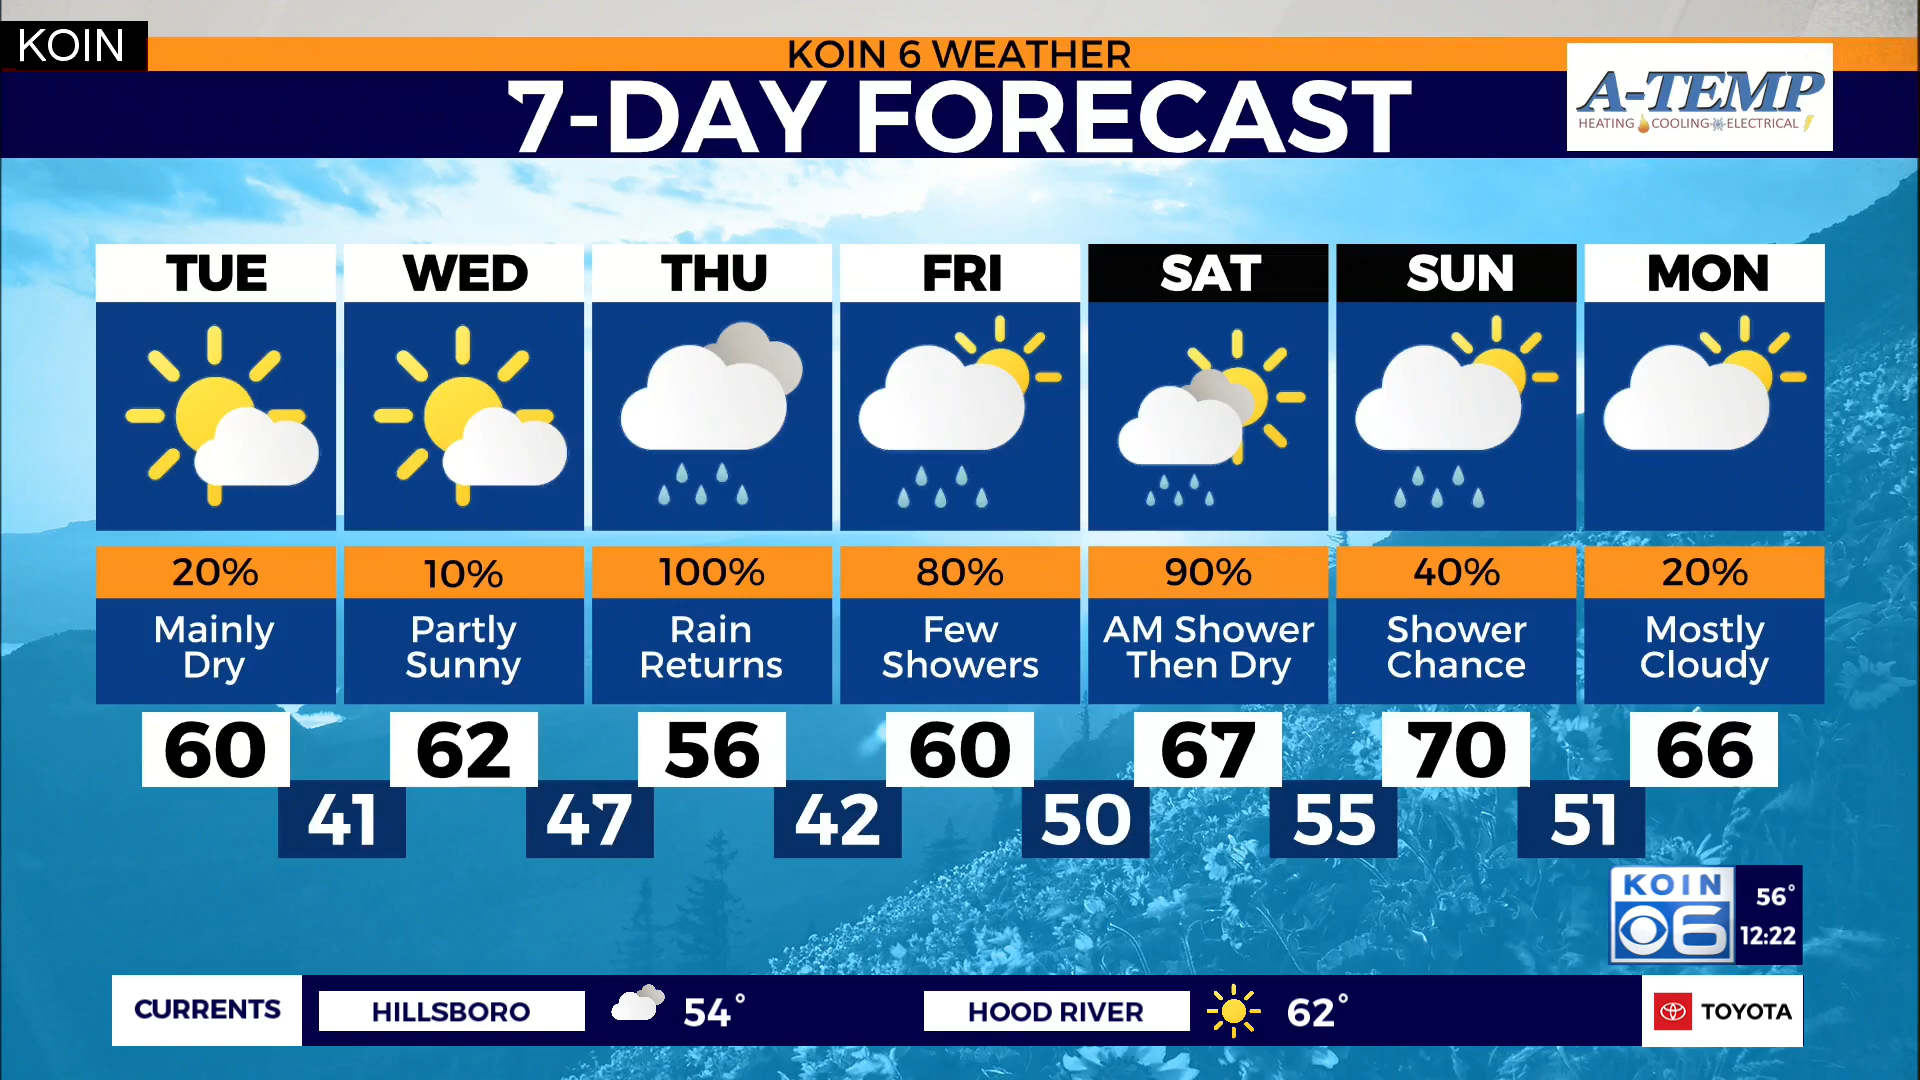 KOIN
KOIN 6 WEATHER
7-DAY FORECAST
A-TEMP
HEATING COOLING ELECTRICAL
TUE WED THU FRI SAT SUN MON
20% 10% 100% 80% 90% 40% 20%
Mainly Partly Rain Few AM Shower Shower Mostly
Dry Sunny Returns Showers Then Dry Chance Cloudy
60 62 56 60 67 70 66
41 47 42 50 55 51
KOIN 56°
6 12:22
CURRENTS HILLSBORO 54° HOOD RIVER 62° TOYOTA